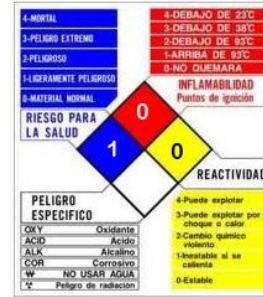 4-MORTAL
3-PELIGRO EXTREMO
2-PELIGROSO
1-LIGERAMENTE PELIGROSO
0-MATERIAL NORMAL
RIESGO PARA
LA SALUD
4-DEBAJO DE 23°C
3-DEBAJO DE 38°C
2-DEBAJO DE 93°C
1-ARRIBA DE 93°C
0-NO QUEMARA
INFLAMABILIDAD
Puntos de ignición
0
1
0
REACTIVIDAD
4-Puede explotar
3-Puede explotar por
choque o calor
2-Cambio químico
violento
1-Inestable si se
calienta
0-Estable
PELIGRO
ESPECIFICO
OXY Oxidante
ACID Acido
ALK Alcalino
COR Corrosivo
W NO USAR AGUA
Peligro de radiación